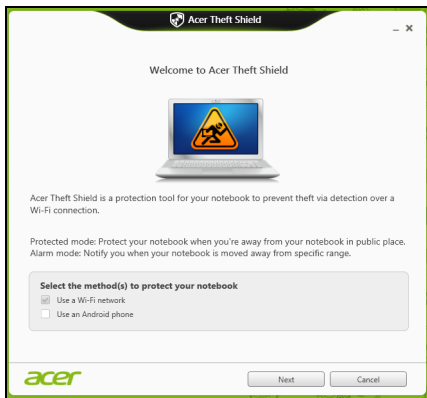 Acer Theft Shield
Welcome to Acer Theft Shield
Acer Theft Shield is a protection tool for your notebook to prevent theft via detection over a
Wi-Fi connection.
Protected mode: Protect your notebook when you're away from your notebook in public place.
Alarm mode: Notify you when your notebook is moved away from specific range.
Select the method(s) to protect your notebook
Use a Wi-Fi network
Use an Android phone
acer
Next
Cancel